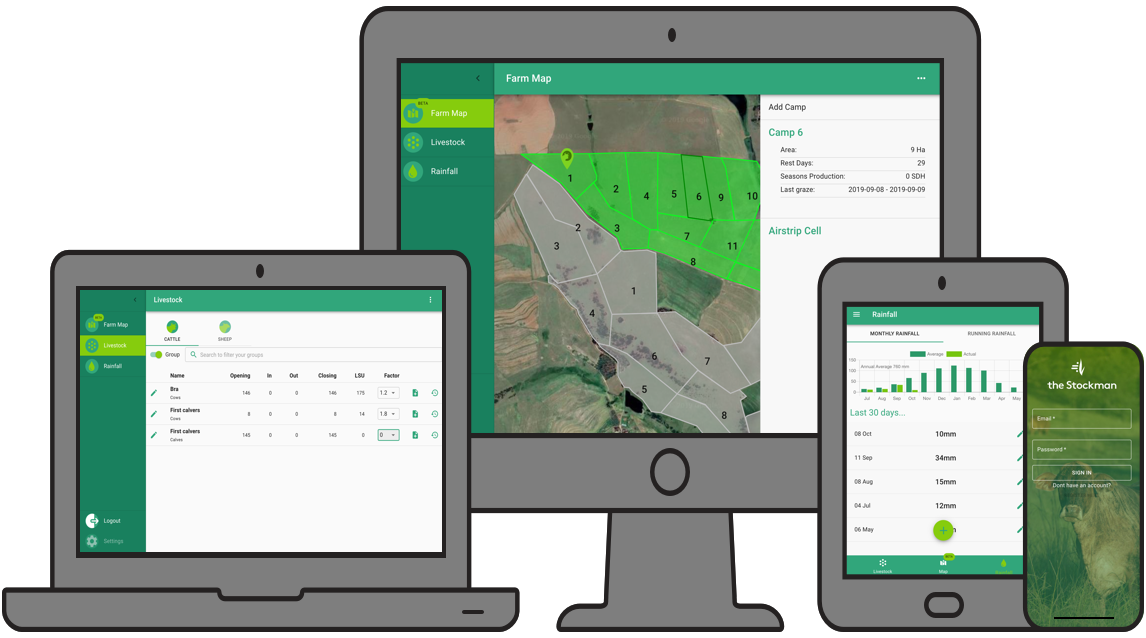 Farm Map
BETA
Farm Map
Livestock
Rainfall
Add Camp
Camp 6
Area: 9 Ha
Rest Days: 29
Seasons Production: 0 SDH
Last graze: 2019-09-08 - 2019-09-09
Airstrip Cell
1
2
4
5
6
9
10
3
7
11
8
2
3
1
4
6
7
5
8
Livestock
BETA
Farm Map
Livestock
Rainfall
CATTLE SHEEP
Group Search to filter your groups
Name Opening In Out Closing LSU Factor
Bra 146 0 0 146 175 1.2
Cows
First calvers 8 0 0 8 14 1.8
Cows
First calvers 145 0 0 145 0 0
Calves
Logout
Settings
Rainfall
MONTHLY RAINFALL RUNNING RAINFALL
Average Actual
Annual Average 760 mm
150
100
50
0
Jul Aug Sep Oct Nov Dec Jan Feb Mar Apr May
Last 30 days...
08 Oct 10mm
11 Sep 34mm
08 Aug 15mm
04 Jul 12mm
06 May
BETA
Livestock Map
the Stockman
Email *
Password *
SIGN IN
Dont have an account?